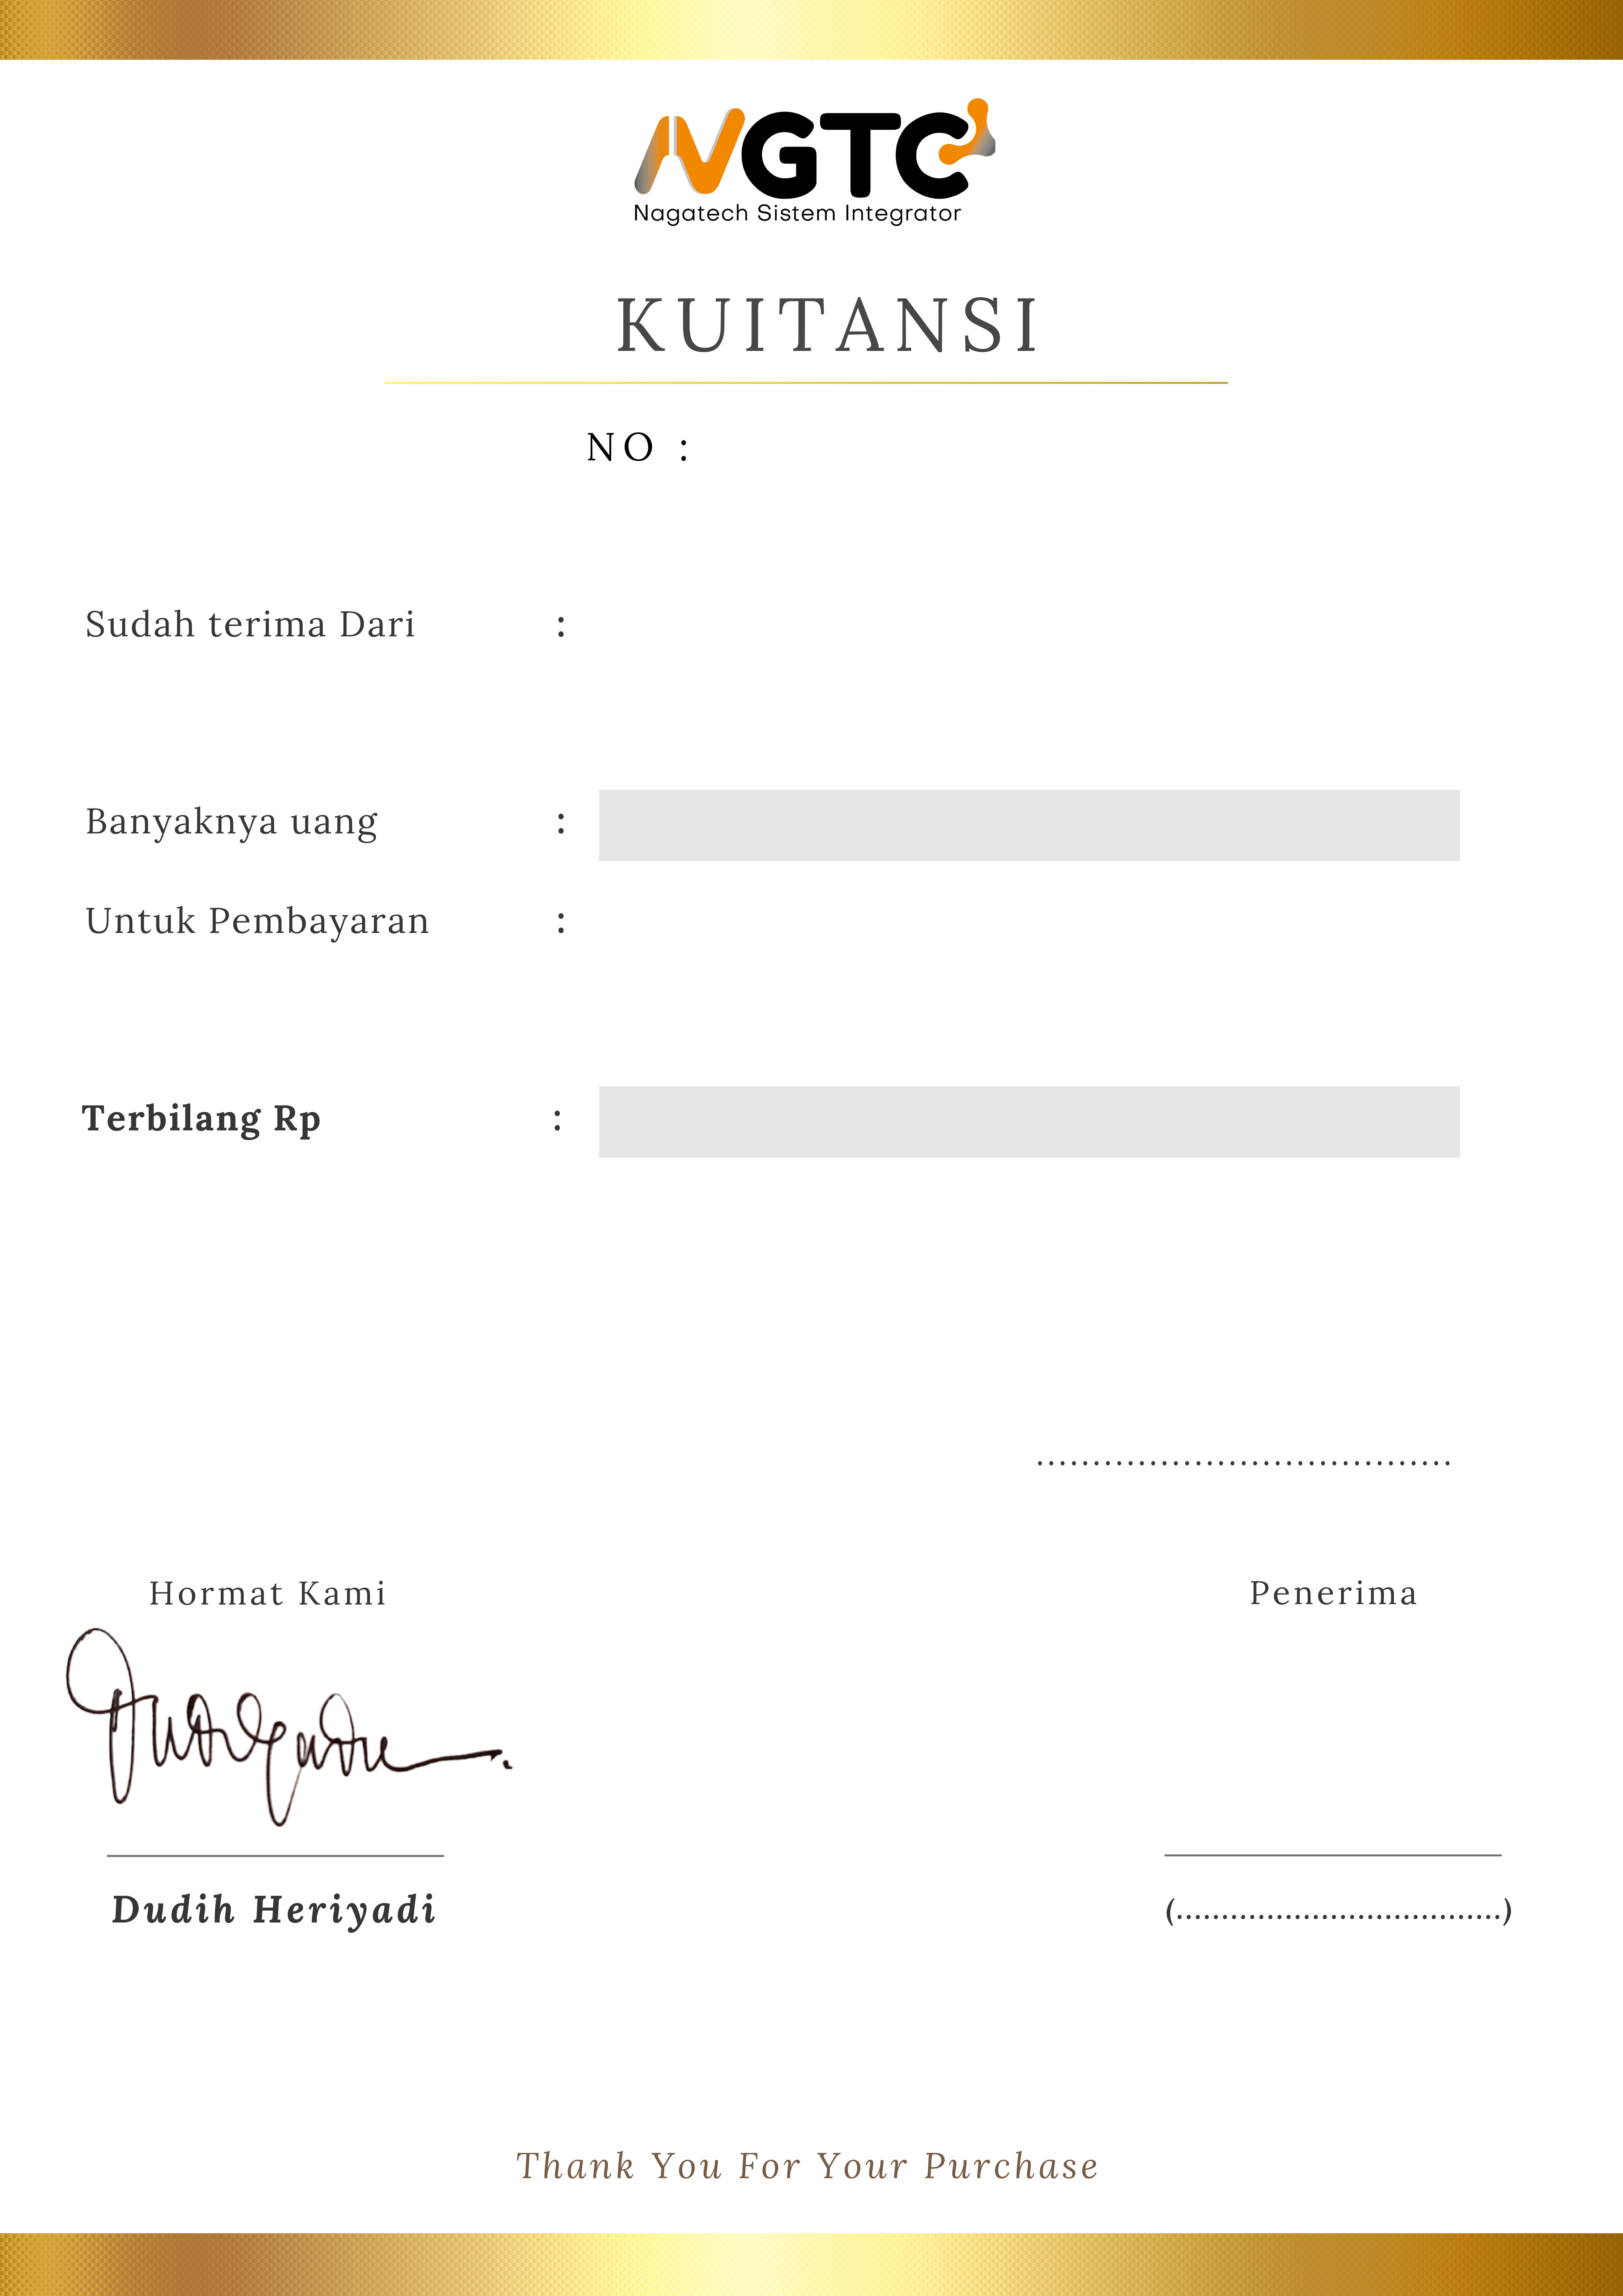 NGTC
Nagatech Sistem Integrator
KUITANSI
NO :
Sudah terima Dari :
Banyaknya uang :
Untuk Pembayaran :
Terbilang Rp :
.....................................
Hormat Kami
Penerima
Dudih Heriyadi
(....................................)
Thank You For Your Purchase